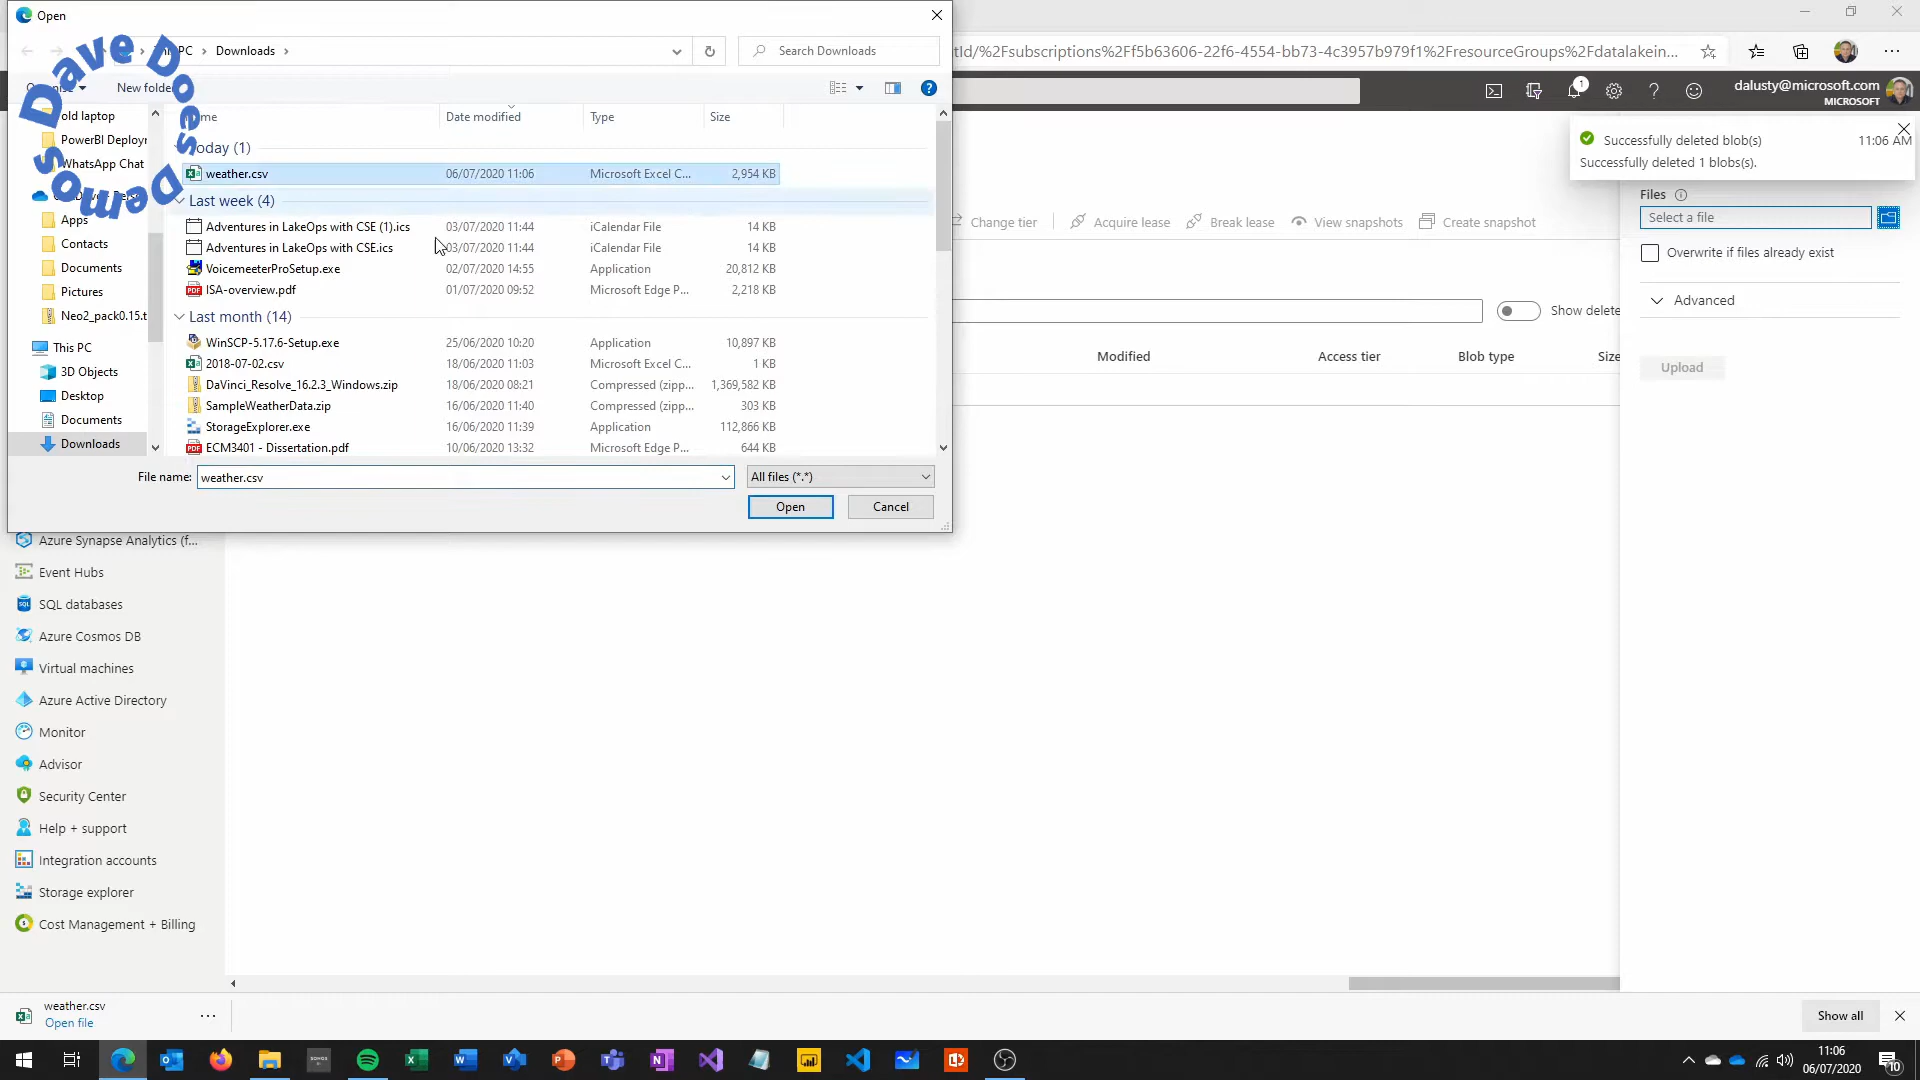 Open
This PC > Downloads >
Search Downloads
tId/%2Fsubscriptions%2Ff5b63606-22f6-4554-bb73-4c3957b979f1%2FresourceGroups%2Fdatalakein...
Dave Does Demos
New folder
dalusty@microsoft.com
MICROSOFT
1
old laptop
PowerBI Deployr
WhatsApp Chat
Apps
Contacts
Documents
Pictures
Neo2_pack0.15.t
This PC
3D Objects
Desktop
Documents
Downloads
Date modified Type Size
Today (1)
weather.csv 06/07/2020 11:06 Microsoft Excel C... 2,954 KB
Last week (4)
Adventures in LakeOps with CSE (1).ics 03/07/2020 11:44 iCalendar File 14 KB
Adventures in LakeOps with CSE.ics 03/07/2020 11:44 iCalendar File 14 KB
VoicemeeterProSetup.exe 02/07/2020 14:55 Application 20,812 KB
ISA-overview.pdf 01/07/2020 09:52 Microsoft Edge P... 2,218 KB
Last month (14)
WinSCP-5.17.6-Setup.exe 25/06/2020 10:20 Application 10,897 KB
2018-07-02.csv 18/06/2020 11:03 Microsoft Excel C... 1 KB
DaVinci_Resolve_16.2.3_Windows.zip 18/06/2020 08:21 Compressed (zipp... 1,369,582 KB
SampleWeatherData.zip 16/06/2020 11:40 Compressed (zipp... 303 KB
StorageExplorer.exe 16/06/2020 11:39 Application 112,866 KB
ECM3401 - Dissertation.pdf 10/06/2020 13:32 Microsoft Edge P... 644 KB
File name: weather.csv All files (*.*)
Open Cancel
Successfully deleted blob(s) 11:06 AM
Successfully deleted 1 blobs(s).
Files
Select a file
Overwrite if files already exist
Advanced
Upload
Change tier Acquire lease Break lease View snapshots Create snapshot
Show delete
Modified Access tier Blob type Size
Azure Synapse Analytics (f...
Event Hubs
SQL databases
Azure Cosmos DB
Virtual machines
Azure Active Directory
Monitor
Advisor
Security Center
Help + support
Integration accounts
Storage explorer
Cost Management + Billing
weather.csv
Open file
Show all
11:06
06/07/2020
10